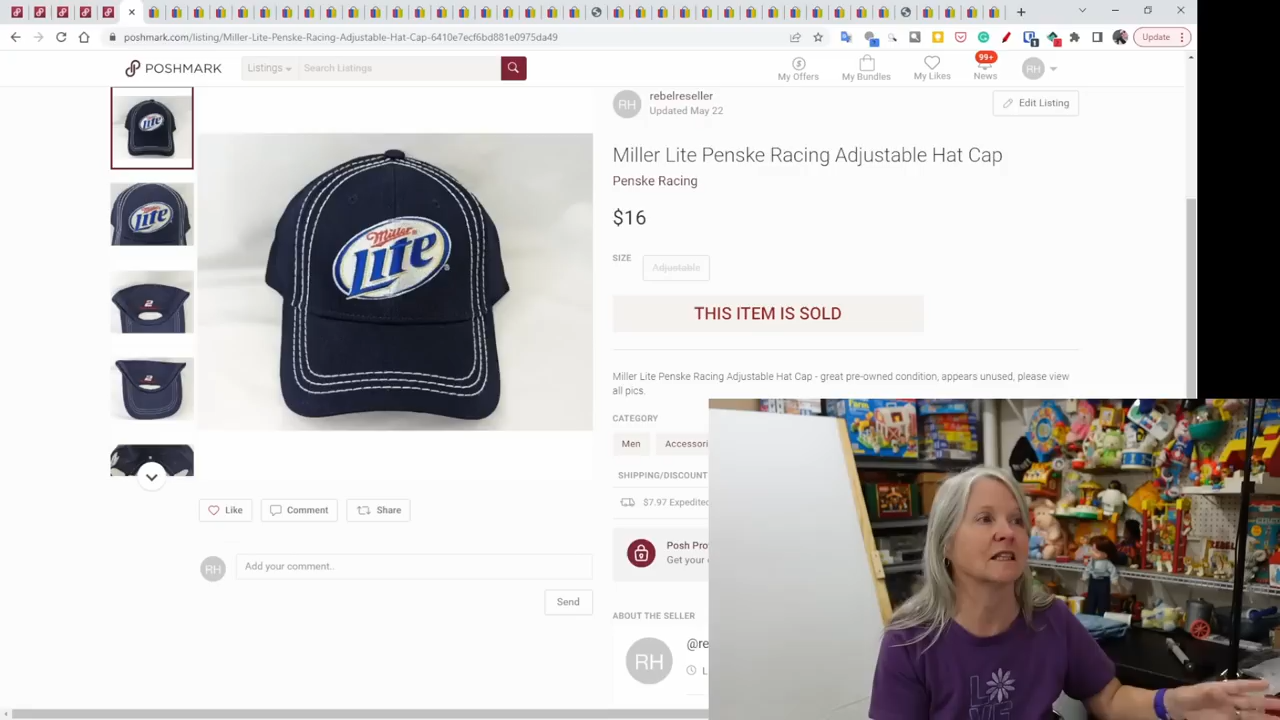 Update
poshmark.com/listing/Miller-Lite-Penske-Racing-Adjustable-Hat-Cap-6410e7ecf6bd881e0975da49
POSHMARK
Listings
Search Listings
My Offers
My Bundles
My Likes
99+
News
RH
RH
rebelreseller
Updated May 22
Edit Listing
Miller Lite Penske Racing Adjustable Hat Cap
Penske Racing
$16
SIZE
Adjustable
THIS ITEM IS SOLD
Miller Lite Penske Racing Adjustable Hat Cap - great pre-owned condition, appears unused, please view
all pics.
CATEGORY
Men
Accessori
SHIPPING/DISCOUNT
$7.97 Expedited
Posh Pro
Get your
ABOUT THE SELLER
RH
@re
Miller
Lite
Like
Comment
Share
RH
Add your comment..
Send